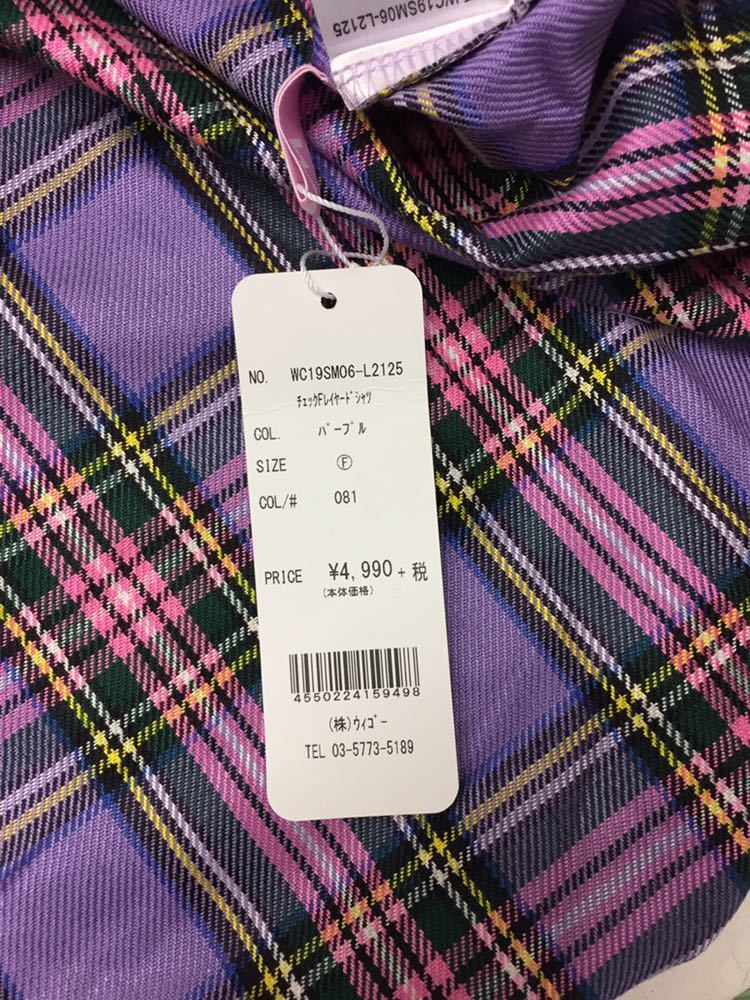 WC19SM06-L2125
NO. WC19SM06-L2125
ﾁｪｯｸFﾚｲﾔｰﾄﾞｼｬﾂ
COL. ﾊﾟｰﾌﾟﾙ
SIZE Ⓕ
COL/# 081
PRICE ¥4,990 + 税
(本体価格)
4550224159498
(株)ｳｨｺﾞｰ
TEL 03-5773-5189